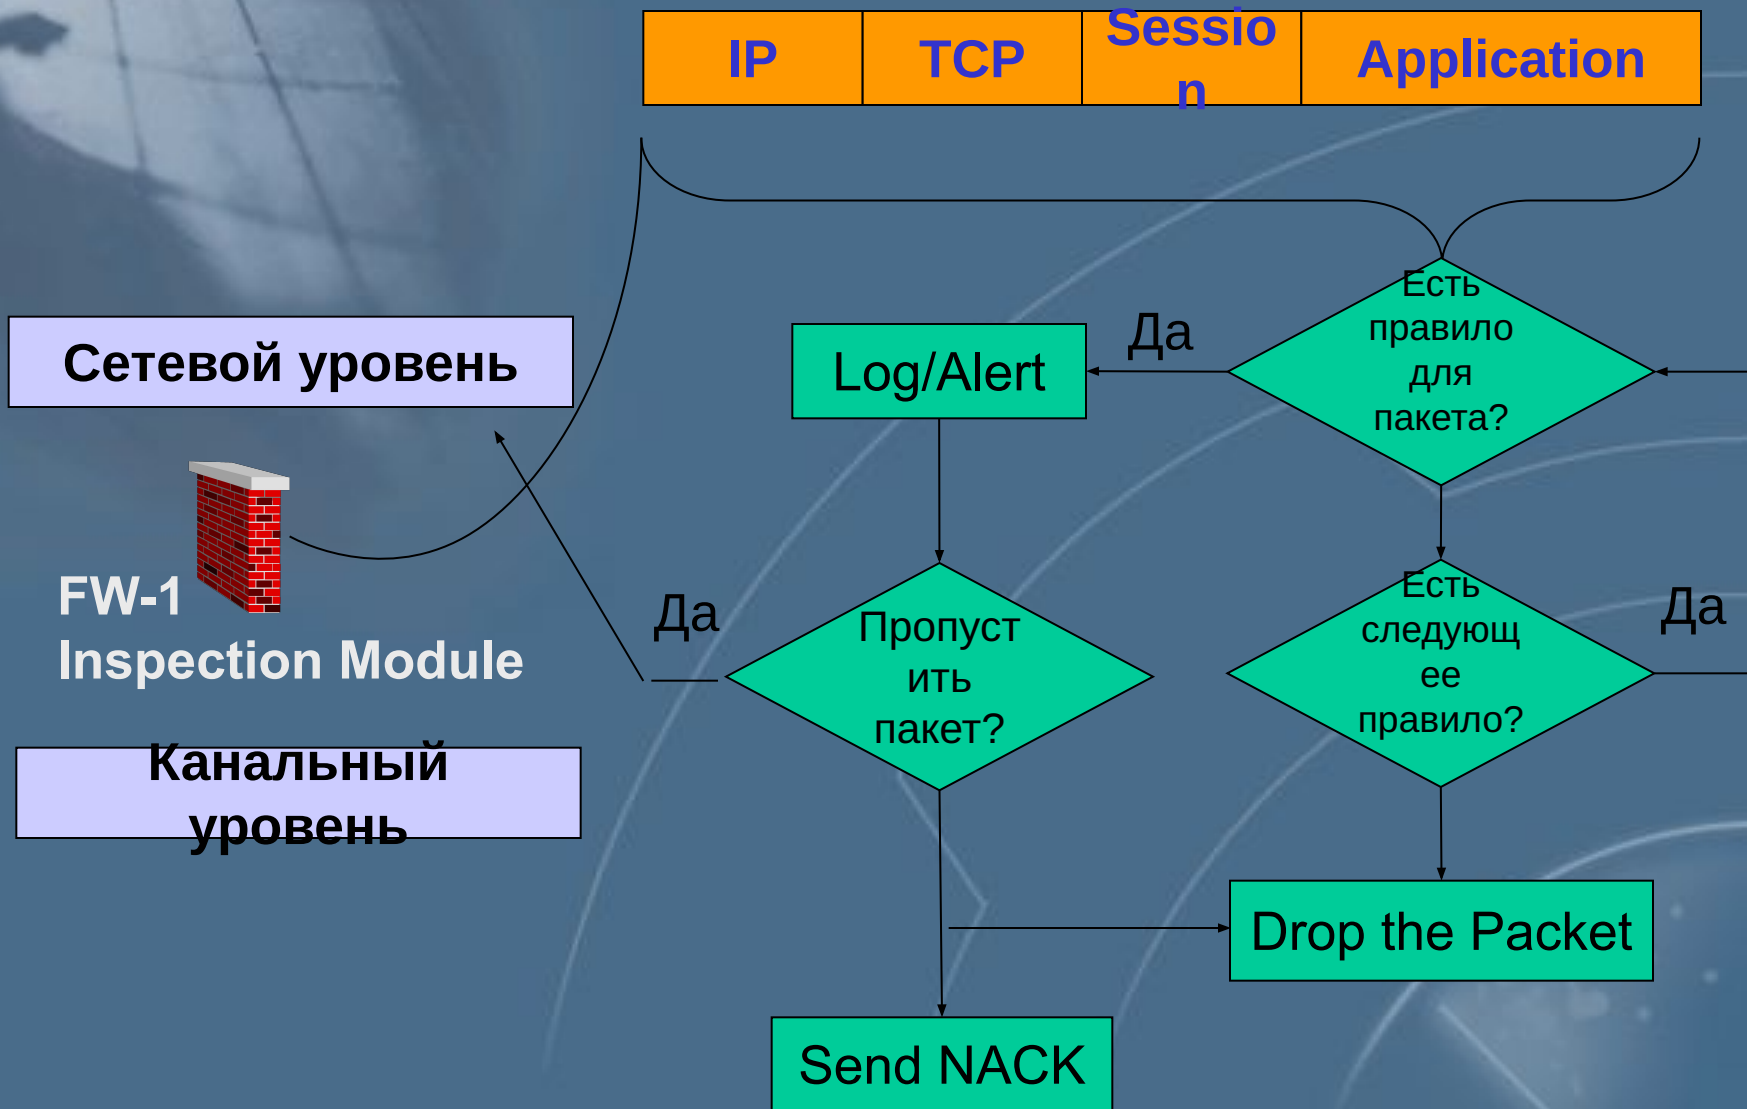 IP
TCP
Sessio
n
Application
Есть
правило
для
пакета?
Да
Log/Alert
Сетевой уровень
FW-1
Inspection Module
Да
Пропуст
ить
пакет?
Есть
следующ
ее
правило?
Да
Канальный
уровень
Drop the Packet
Send NACK